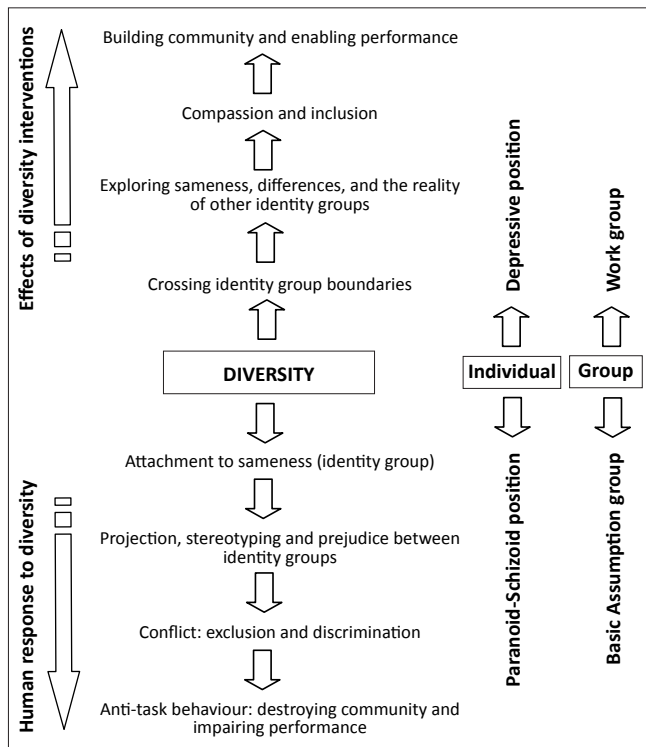 Effects of diversity interventions
Building community and enabling performance
Compassion and inclusion
Exploring sameness, differences, and the reality
of other identity groups
Crossing identity group boundaries
Depressive position
Work group
DIVERSITY
Individual
Group
Human response to diversity
Attachment to sameness (identity group)
Projection, stereotyping and prejudice between
identity groups
Conflict: exclusion and discrimination
Anti-task behaviour: destroying community and
impairing performance
Paranoid-Schizoid position
Basic Assumption group